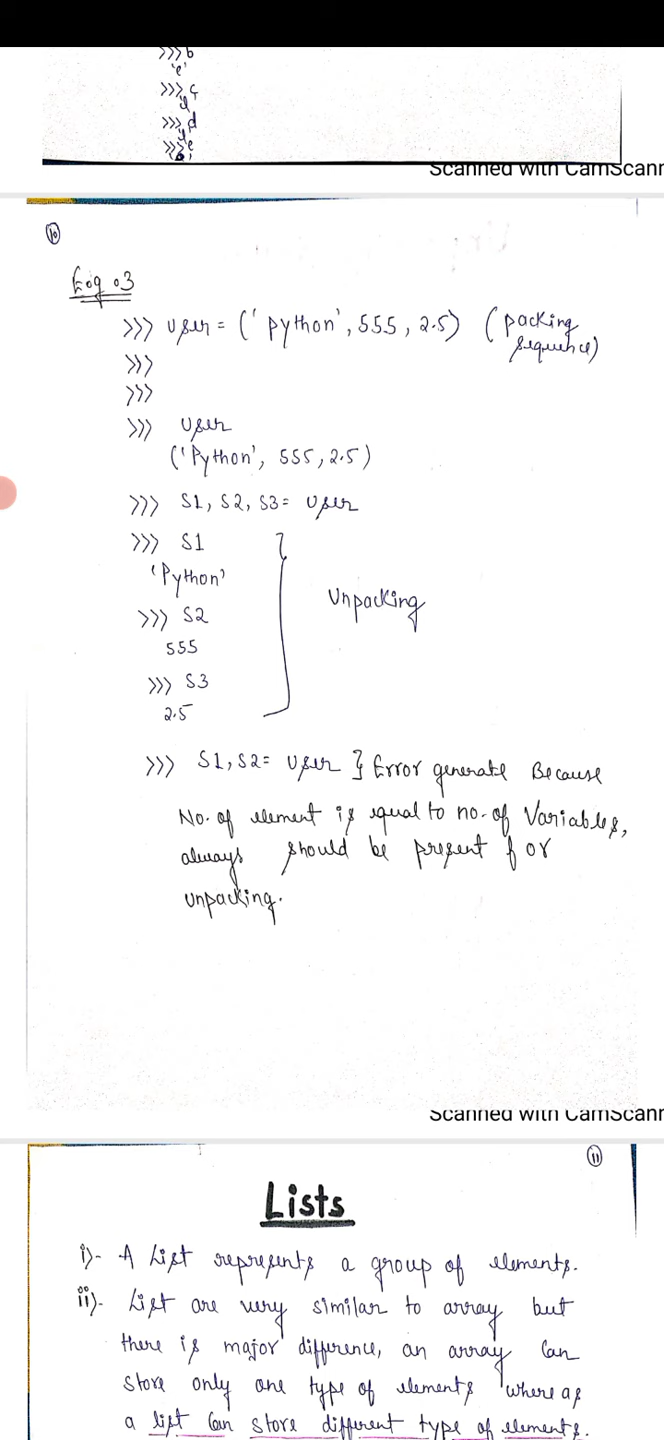 >>> b
'e'
>>> c
'l'
>>> d
'l'
>>> e
Scanned with CamScann
10
Eog 03
>>> user = ('python', 555, 2.5) (packing
sequence)
>>>
>>>
>>> user
('Python', 555, 2.5)
>>> S1, S2, S3 = user
>>> S1
'Python'
>>> S2
555
>>> S3
2.5
Unpacking
>>> S1, S2 = user } Error generate Because
No. of element is equal to no. of Variables,
always should be present for
unpacking.
Scanned with CamScann
11
Lists
i)- A List represents a group of elements.
ii)- List are very similar to array but
there is major difference, an array Can
store only one type of elements where as
a list Can store different type of elements.